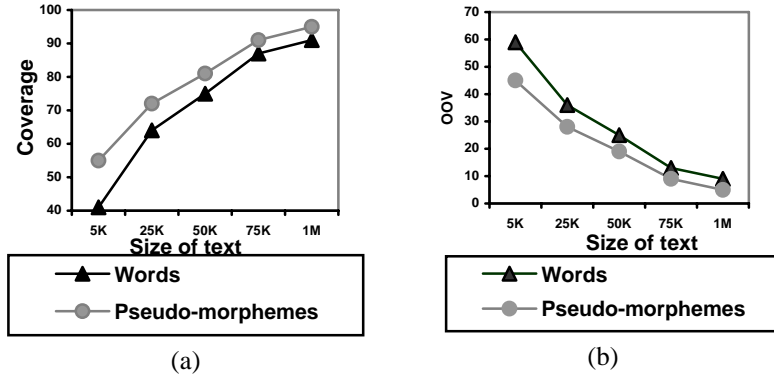 100
90
80
70
60
50
40
Coverage
5K 25K 50K 75K 1M
Size of text
Words
Pseudo-morphemes
(a)
70
60
50
40
30
20
10
0
OOV
5K 25K 50K 75K 1M
Size of text
Words
Pseudo-morphemes
(b)